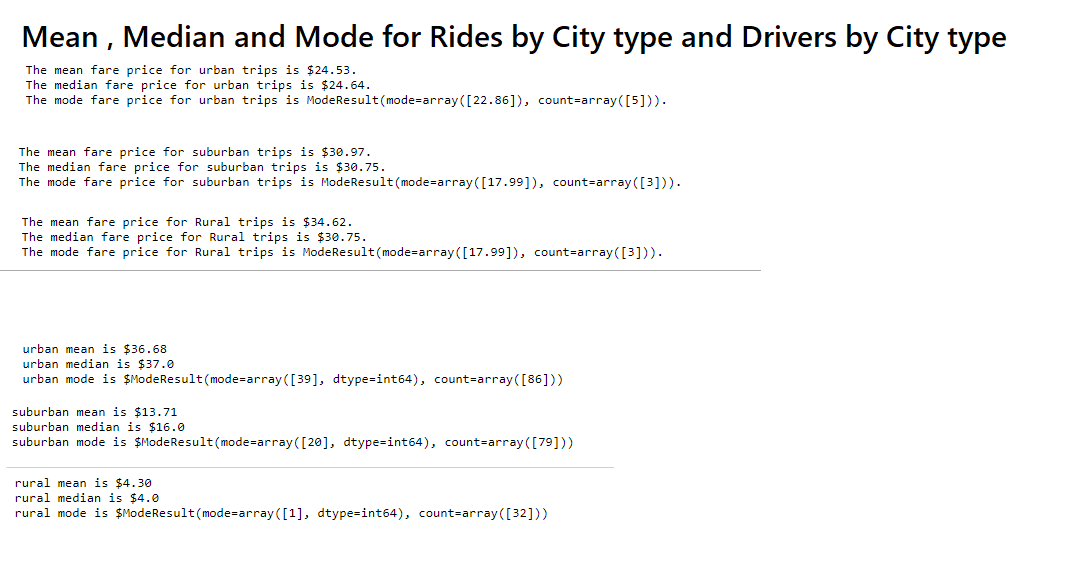 Mean , Median and Mode for Rides by City type and Drivers by City type
The mean fare price for urban trips is $24.53.
The median fare price for urban trips is $24.64.
The mode fare price for urban trips is ModeResult(mode=array([22.86]), count=array([5])).
The mean fare price for suburban trips is $30.97.
The median fare price for suburban trips is $30.75.
The mode fare price for suburban trips is ModeResult(mode=array([17.99]), count=array([3])).
The mean fare price for Rural trips is $34.62.
The median fare price for Rural trips is $30.75.
The mode fare price for Rural trips is ModeResult(mode=array([17.99]), count=array([3])).
urban mean is $36.68
urban median is $37.0
urban mode is $ModeResult(mode=array([39], dtype=int64), count=array([86]))
suburban mean is $13.71
suburban median is $16.0
suburban mode is $ModeResult(mode=array([20], dtype=int64), count=array([79]))
rural mean is $4.30
rural median is $4.0
rural mode is $ModeResult(mode=array([1], dtype=int64), count=array([32]))